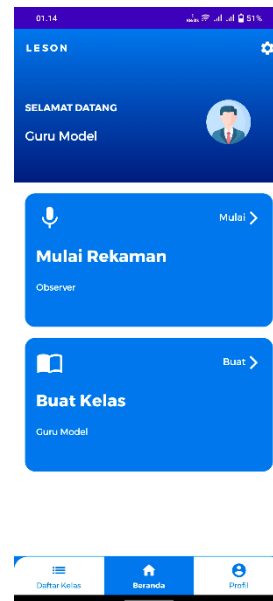 01.14
51%
LESON
SELAMAT DATANG
Guru Model
Mulai
Mulai Rekaman
Observer
Buat
Buat Kelas
Guru Model
Daftar Kelas
Beranda
Profil